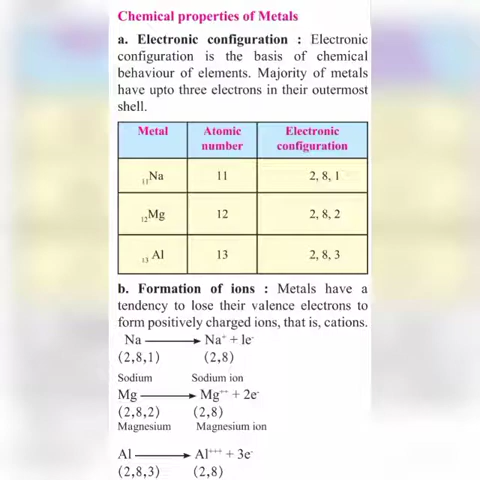 Chemical properties of Metals
a. Electronic configuration : Electronic
configuration is the basis of chemical
behaviour of elements. Majority of metals
have upto three electrons in their outermost
shell.
Metal Atomic number Electronic configuration
₁₁Na 11 2, 8, 1
₁₂Mg 12 2, 8, 2
₁₃ Al 13 2, 8, 3
b. Formation of ions : Metals have a
tendency to lose their valence electrons to
form positively charged ions, that is, cations.
Na ⟶ Na⁺ + le⁻
(2,8,1) (2,8)
Sodium Sodium ion
Mg ⟶ Mg⁺⁺ + 2e⁻
(2,8,2) (2,8)
Magnesium Magnesium ion
Al ⟶ Al⁺⁺⁺ + 3e⁻
(2,8,3) (2,8)